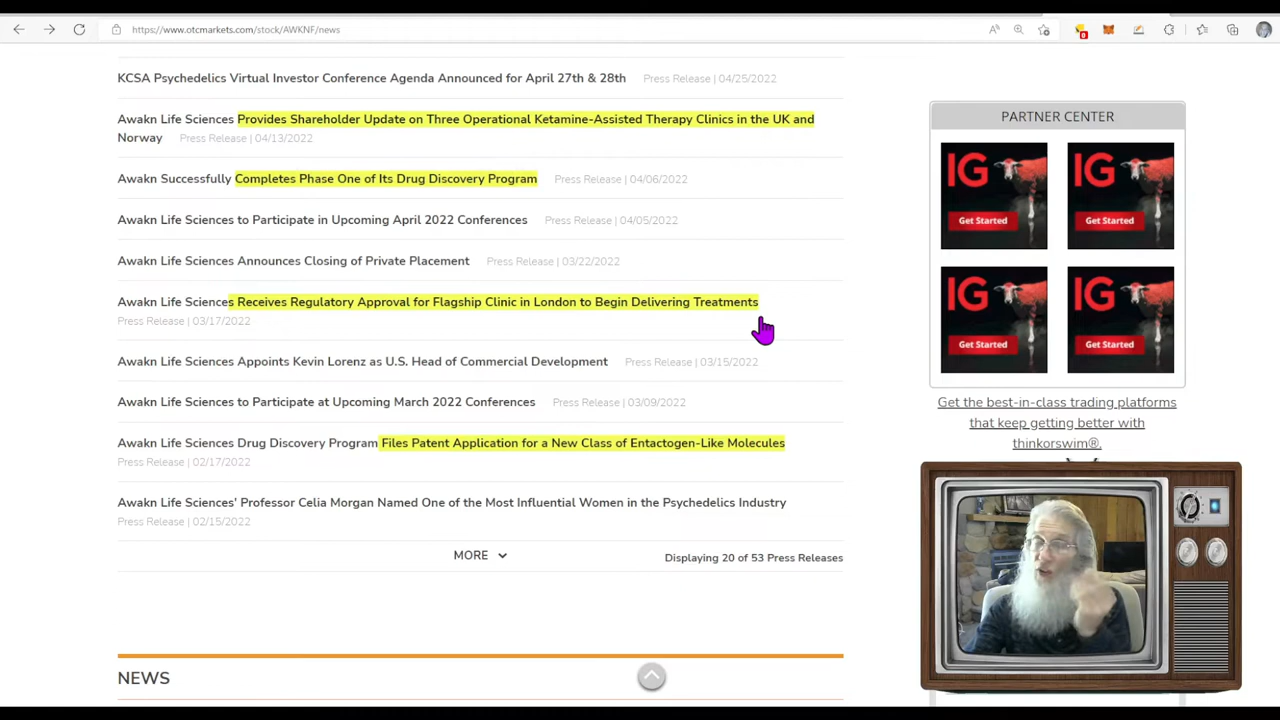 https://www.otcmarkets.com/stock/AWKNF/news
KCSA Psychedelics Virtual Investor Conference Agenda Announced for April 27th & 28th Press Release | 04/25/2022
Awakn Life Sciences Provides Shareholder Update on Three Operational Ketamine-Assisted Therapy Clinics in the UK and
Norway Press Release | 04/13/2022
Awakn Successfully Completes Phase One of Its Drug Discovery Program Press Release | 04/06/2022
Awakn Life Sciences to Participate in Upcoming April 2022 Conferences Press Release | 04/05/2022
Awakn Life Sciences Announces Closing of Private Placement Press Release | 03/22/2022
Awakn Life Sciences Receives Regulatory Approval for Flagship Clinic in London to Begin Delivering Treatments
Press Release | 03/17/2022
Awakn Life Sciences Appoints Kevin Lorenz as U.S. Head of Commercial Development Press Release | 03/15/2022
Awakn Life Sciences to Participate at Upcoming March 2022 Conferences Press Release | 03/09/2022
Awakn Life Sciences Drug Discovery Program Files Patent Application for a New Class of Entactogen-Like Molecules
Press Release | 02/17/2022
Awakn Life Sciences' Professor Celia Morgan Named One of the Most Influential Women in the Psychedelics Industry
Press Release | 02/15/2022
MORE
Displaying 20 of 53 Press Releases
NEWS
PARTNER CENTER
IG
Get Started
IG
Get Started
IG
Get Started
IG
Get Started
Get the best-in-class trading platforms
that keep getting better with
thinkorswim®.
0